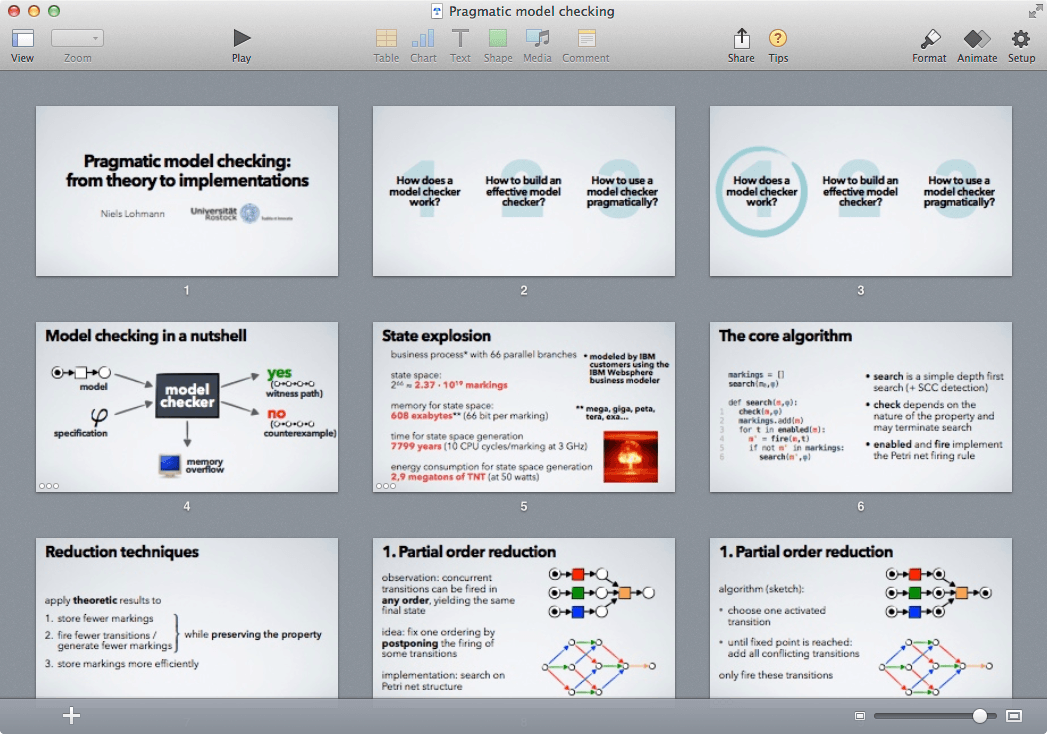 Pragmatic model checking
View
Zoom
Play
Table
Chart
Text
Shape
Media
Comment
Share
Tips
Format
Animate
Setup
Pragmatic model checking:
from theory to implementations
Niels Lohmann
Universität
Rostock
1
1 2 3
How does a
model checker
work?
How to build an
effective model
checker?
How to use a
model checker
pragmatically?
2
1 2 3
How does a
model checker
work?
How to build an
effective model
checker?
How to use a
model checker
pragmatically?
3
Model checking in a nutshell
model
φ
specification
model
checker
yes
witness path)
no
counterexample)
memory
overflow
4
State explosion
business process* with 66 parallel branches
state space:
2⁶⁶ ≈ 2.37 · 10¹⁹ markings
memory for state space:
608 exabytes** (66 bit per marking)
time for state space generation
7799 years (10 CPU cycles/marking at 3 GHz)
energy consumption for state space generation
2,9 megatons of TNT (at 50 watts)
• modeled by IBM
customers using the
IBM Websphere
business modeler
** mega, giga, peta,
tera, exa...
5
The core algorithm
markings = []
search(m₀,φ)
def search(m,φ):
1 check(m,φ)
2 markings.add(m)
3 for t in enabled(m):
4 m' = fire(m,t)
5 if not m' in markings:
6 search(m',φ)
• search is a simple depth first
search (+ SCC detection)
• check depends on the
nature of the property and
may terminate search
• enabled and fire implement
the Petri net firing rule
6
Reduction techniques
apply theoretic results to
1. store fewer markings
2. fire fewer transitions /
generate fewer markings
3. store markings more efficiently
while preserving the property
1. Partial order reduction
observation: concurrent
transitions can be fired in
any order, yielding the same
final state
idea: fix one ordering by
postponing the firing of
some transitions
implementation: search on
Petri net structure
1. Partial order reduction
algorithm (sketch):
• choose one activated
transition
• until fixed point is reached:
add all conflicting transitions
only fire these transitions